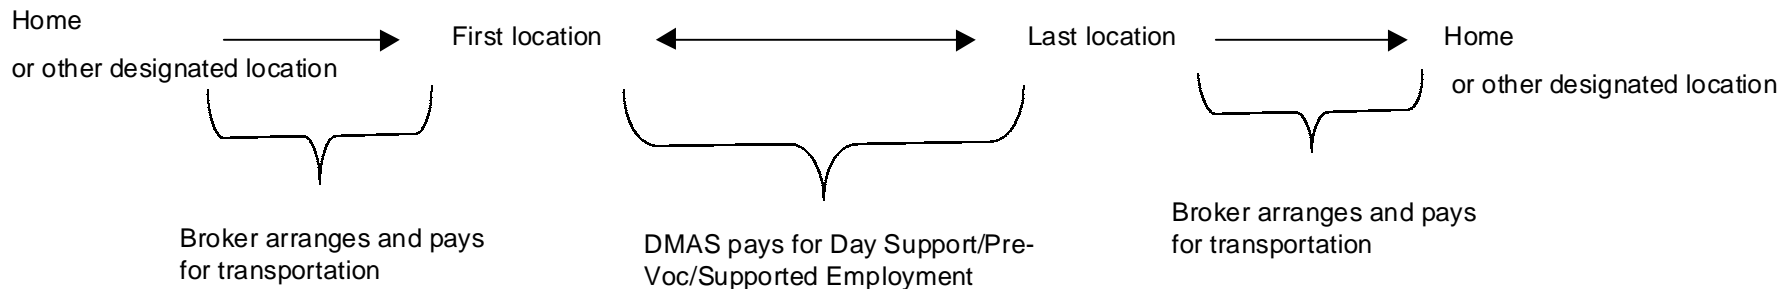 Home
or other designated location
First location
Last location
Home
or other designated location
Broker arranges and pays
for transportation
DMAS pays for Day Support/Pre-
Voc/Supported Employment
Broker arranges and pays
for transportation